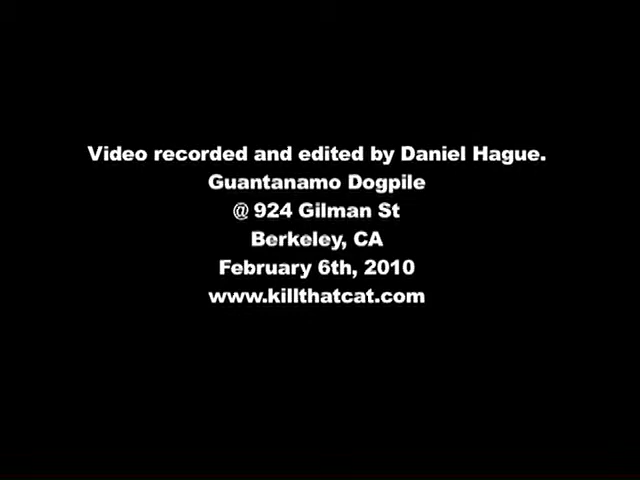 Video recorded and edited by Daniel Hague.
Guantanamo Dogpile
@ 924 Gilman St
Berkeley, CA
February 6th, 2010
www.killthatcat.com